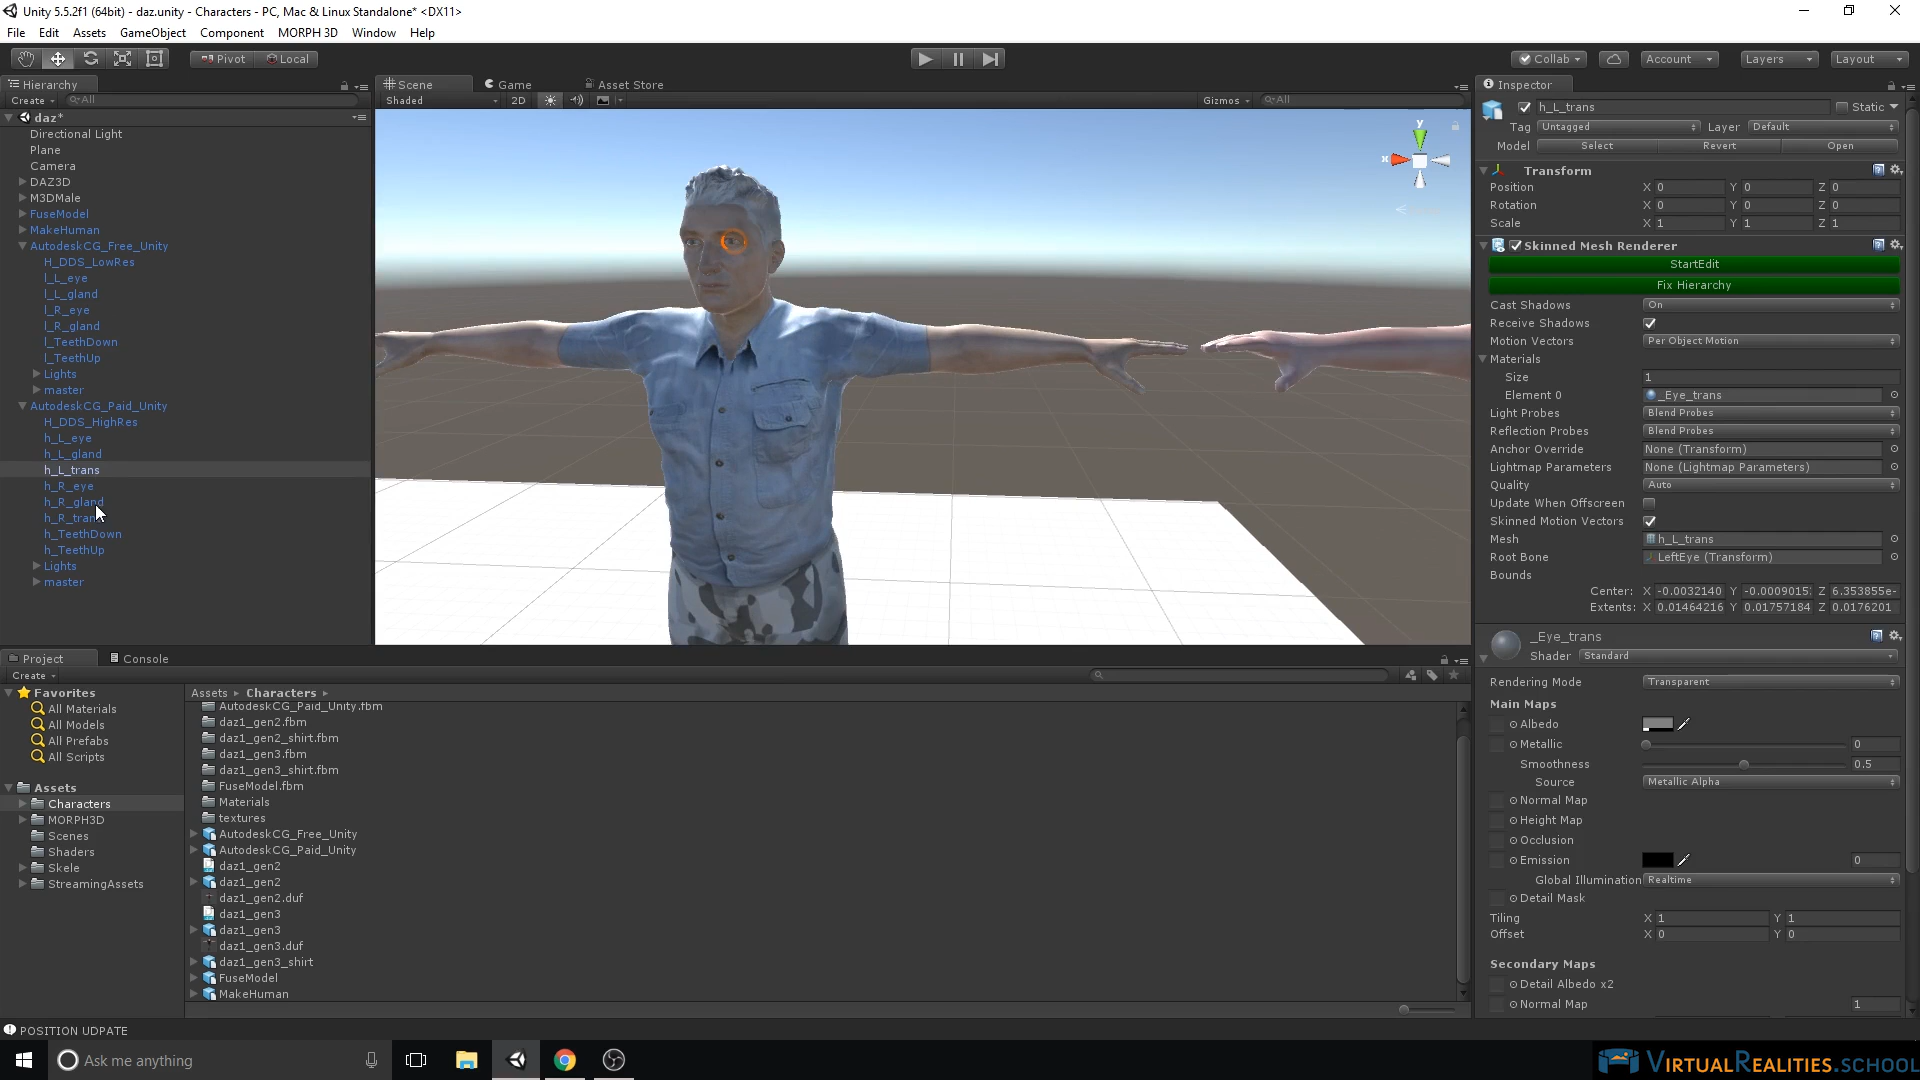 Unity 5.5.2f1 (64bit) - daz.unity - Characters - PC, Mac & Linux Standalone* <DX11>
File Edit Assets GameObject Component MORPH 3D Window Help
Pivot Local Collab Account Layers Layout
Hierarchy
Create All
daz*
Directional Light
Plane
Camera
DAZ3D
M3DMale
FuseModel
MakeHuman
AutodeskCG_Free_Unity
H_DDS_LowRes
l_L_eye
l_L_gland
l_R_eye
l_R_gland
l_TeethDown
l_TeethUp
Lights
master
AutodeskCG_Paid_Unity
H_DDS_HighRes
h_L_eye
h_L_gland
h_L_trans
h_R_eye
h_R_gland
h_R_tran
h_TeethDown
h_TeethUp
Lights
master
Scene Game Asset Store
Shaded 2D Gizmos All
y
x
Inspector
h_L_trans Static
Tag Untagged Layer Default
Model Select Revert Open
Transform
Position X 0 Y 0 Z 0
Rotation X 0 Y 0 Z 0
Scale X 1 Y 1 Z 1
Skinned Mesh Renderer
StartEdit
Fix Hierarchy
Cast Shadows On
Receive Shadows
Motion Vectors Per Object Motion
Materials
Size 1
Element 0 _Eye_trans
Light Probes Blend Probes
Reflection Probes Blend Probes
Anchor Override None (Transform)
Lightmap Parameters None (Lightmap Parameters)
Quality Auto
Update When Offscreen
Skinned Motion Vectors
Mesh h_L_trans
Root Bone LeftEye (Transform)
Bounds
Center: X -0.0032140 Y -0.0009015 Z 6.353855e-
Extents: X 0.01464216 Y 0.01757184 Z 0.0176201
_Eye_trans
Shader Standard
Rendering Mode Transparent
Main Maps
Albedo
Metallic 0
Smoothness 0.5
Source Metallic Alpha
Normal Map
Height Map
Occlusion
Emission 0
Global Illumination Realtime
Detail Mask
Tiling X 1 Y 1
Offset X 0 Y 0
Secondary Maps
Detail Albedo x2
Normal Map 1
Project Console
Create
Favorites
All Materials
All Models
All Prefabs
All Scripts
Assets
Characters
MORPH3D
Scenes
Shaders
Skele
StreamingAssets
Assets Characters
AutodeskCG_Paid_Unity.fbm
daz1_gen2.fbm
daz1_gen2_shirt.fbm
daz1_gen3.fbm
daz1_gen3_shirt.fbm
FuseModel.fbm
Materials
textures
AutodeskCG_Free_Unity
AutodeskCG_Paid_Unity
daz1_gen2
daz1_gen2
daz1_gen2.duf
daz1_gen3
daz1_gen3
daz1_gen3.duf
daz1_gen3_shirt
FuseModel
MakeHuman
POSITION UDPATE
Ask me anything
VIRTUALREALITIES.SCHOOL